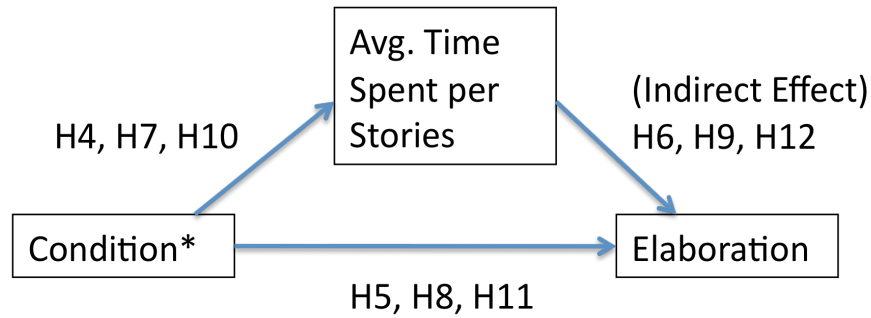 Avg. Time
Spent per
Stories
(Indirect Effect)
H4, H7, H10
H6, H9, H12
Condition*
Elaboration
H5, H8, H11